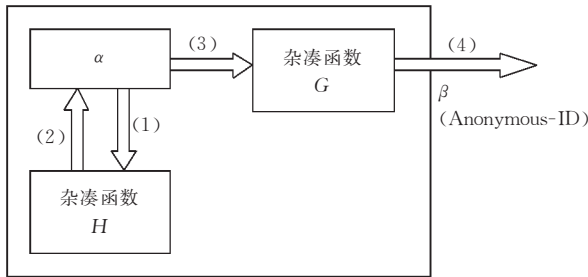 α
(3)
杂凑函数
G
(4)
β
(Anonymous-ID)
(2)
(1)
杂凑函数
H